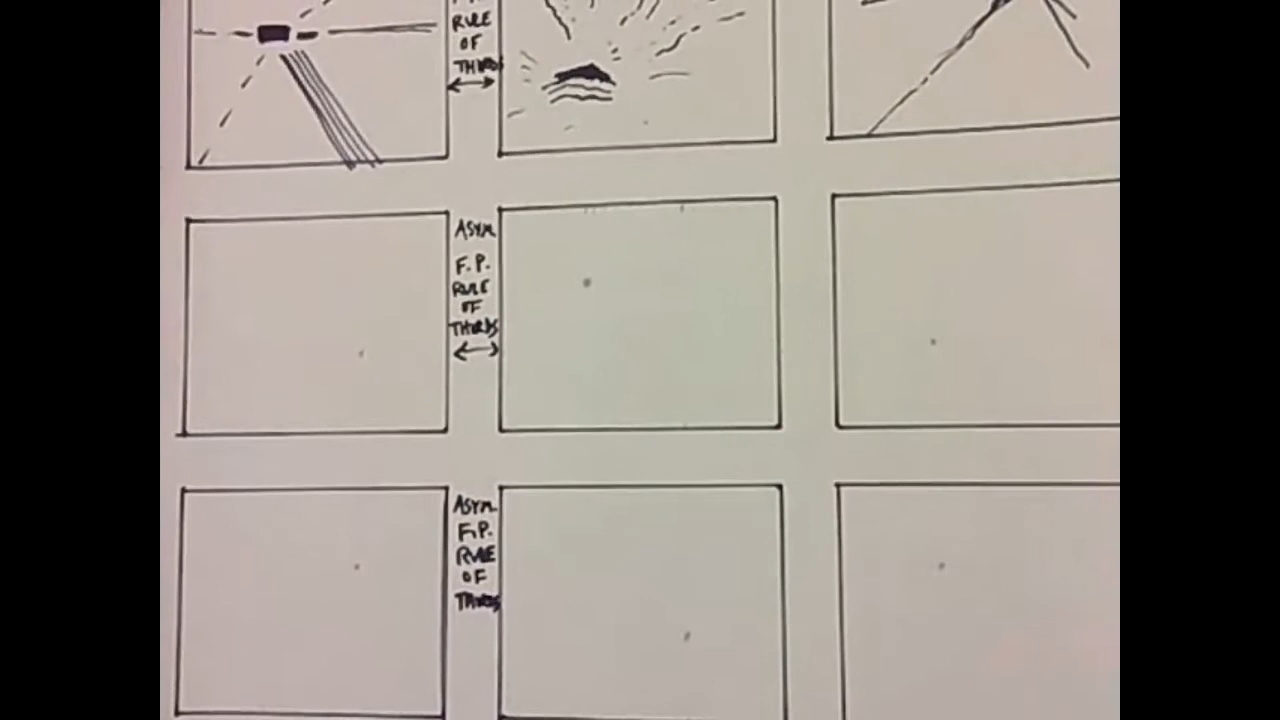 RULE
OF
THIRDS
ASYM
F.P.
RULE
OF
THIRDS
ASYM
F.P.
RULE
OF
THIRDS